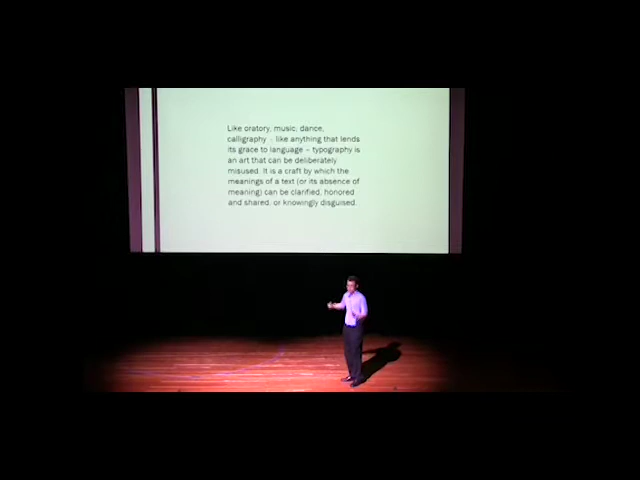 Like oratory, music, dance,
calligraphy – like anything that lends
its grace to language – typography is
an art that can be deliberately
misused. It is a craft by which the
meanings of a text (or its absence of
meaning) can be clarified, honored
and shared, or knowingly disguised.